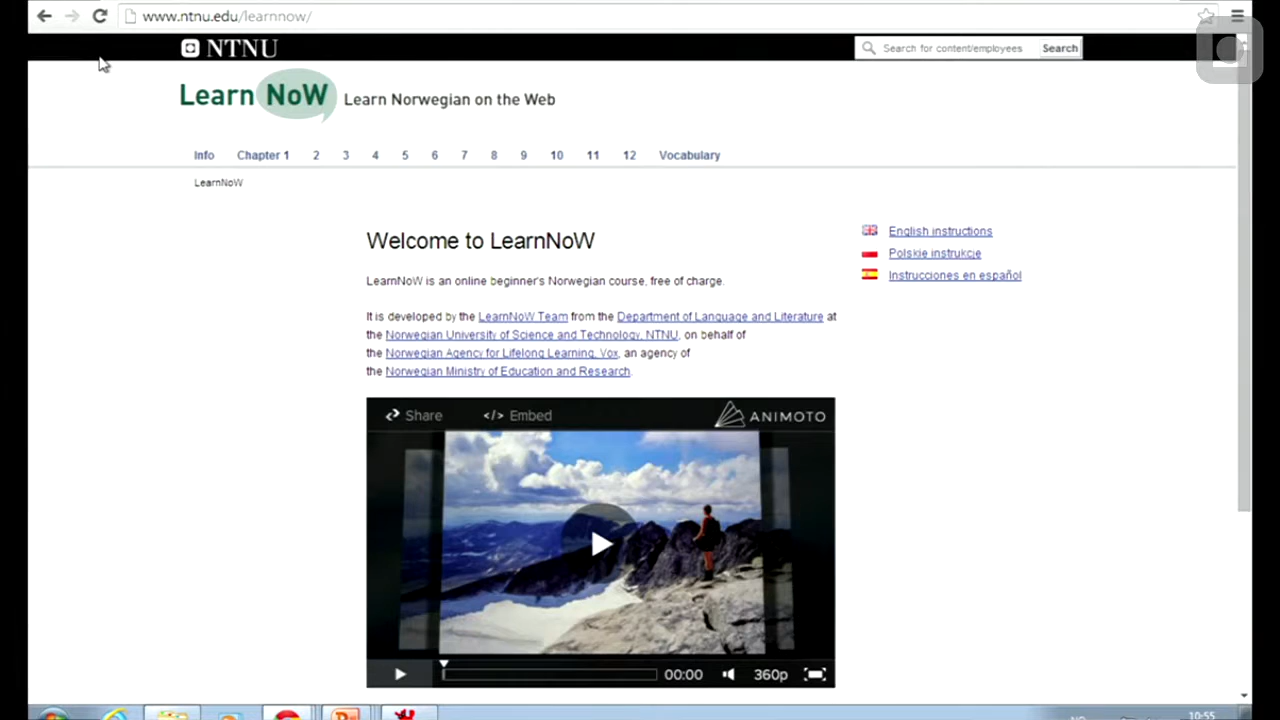 www.ntnu.edu/learnnow/
NTNU
Search for content/employees Search
Learn NoW Learn Norwegian on the Web
Info Chapter 1 2 3 4 5 6 7 8 9 10 11 12 Vocabulary
LearnNoW
Welcome to LearnNoW
LearnNoW is an online beginner's Norwegian course, free of charge.
It is developed by the LearnNoW Team from the Department of Language and Literature at
the Norwegian University of Science and Technology, NTNU, on behalf of
the Norwegian Agency for Lifelong Learning, Vox, an agency of
the Norwegian Ministry of Education and Research.
English instructions
Polskie instrukcje
Instrucciones en español
Share </> Embed ANIMOTO
00:00 360p
NO 10:55